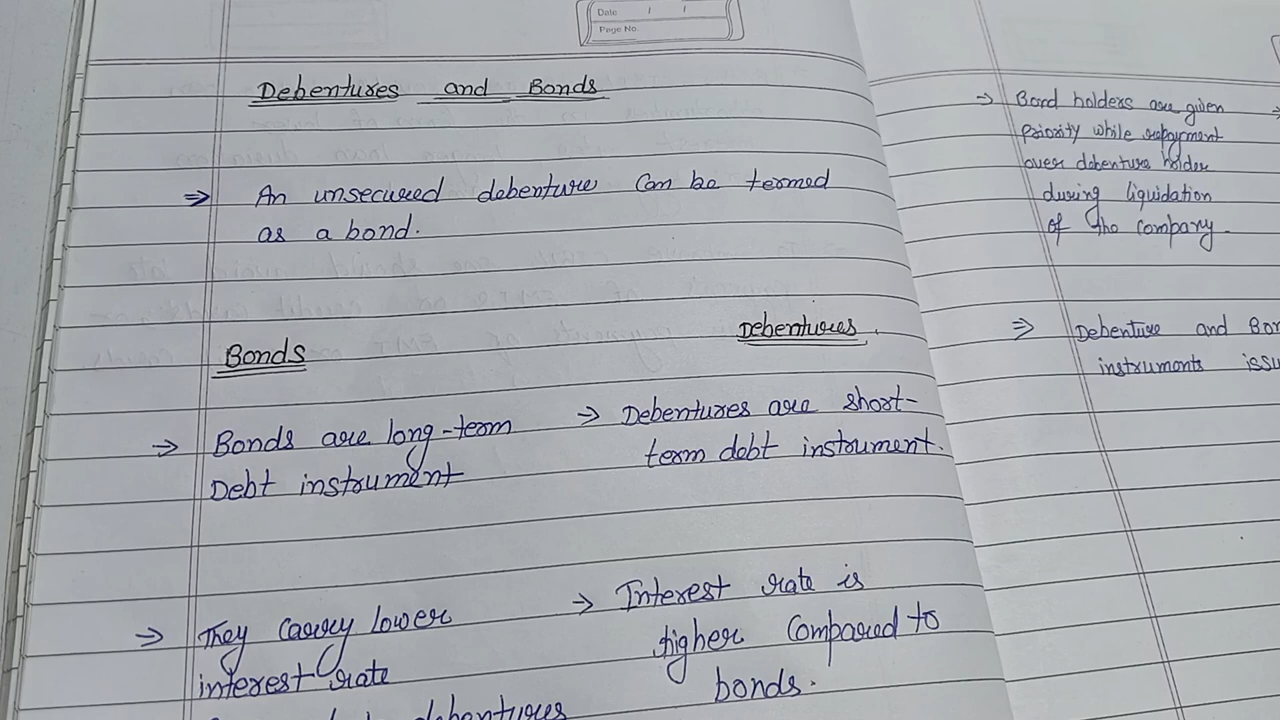 Date / /
Page No.
Debentures and Bonds
⇒ An unsecured debenture can be termed
as a bond.
Bonds
Debentures.
→ Bonds are long-term
Debt instrument
→ Debentures are short-
term debt instrument.
→ They carry lower
interest rate
debentures
→ Interest rate is
higher compared to
bonds.
→ Bond holders are given
priority while repayment
over debenture holder
during liquidation
of the company.
⇒ Debenture and Bon
instruments issu